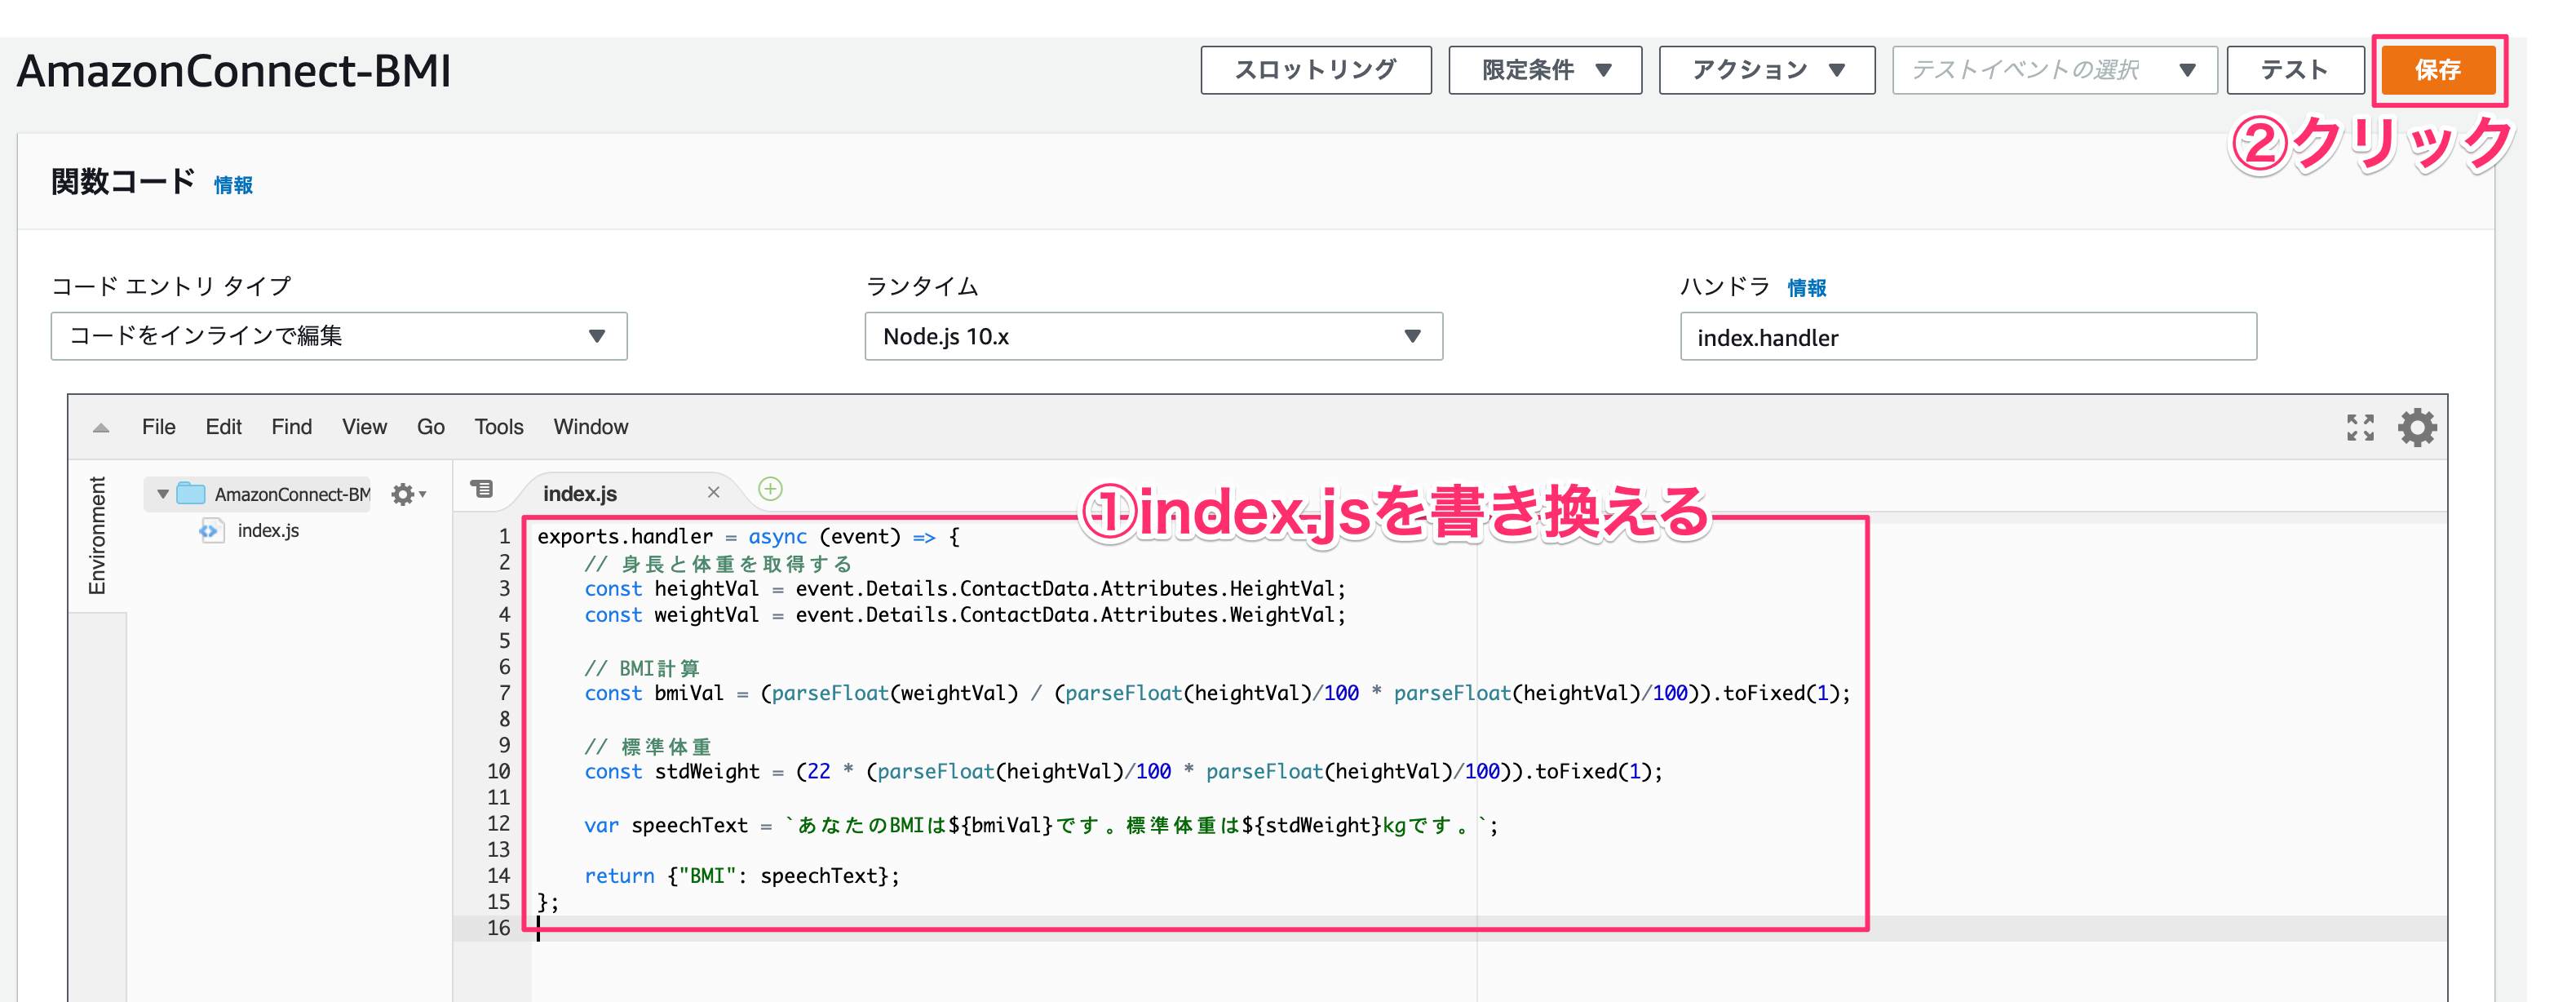 AmazonConnect-BMI
スロットリング 限定条件 アクション テストイベントの選択 テスト 保存
②クリック
関数コード 情報
コード エントリ タイプ ランタイム ハンドラ 情報
コードをインラインで編集 Node.js 10.x index.handler
File Edit Find View Go Tools Window
Environment
AmazonConnect-BM
index.js
index.js
①index.jsを書き換える
1 exports.handler = async (event) => {
2 // 身長と体重を取得する
3 const heightVal = event.Details.ContactData.Attributes.HeightVal;
4 const weightVal = event.Details.ContactData.Attributes.WeightVal;
5
6 // BMI計算
7 const bmiVal = (parseFloat(weightVal) / (parseFloat(heightVal)/100 * parseFloat(heightVal)/100)).toFixed(1);
8
9 // 標準体重
10 const stdWeight = (22 * (parseFloat(heightVal)/100 * parseFloat(heightVal)/100)).toFixed(1);
11
12 var speechText = `あなたのBMIは${bmiVal}です。標準体重は${stdWeight}kgです。`;
13
14 return {"BMI": speechText};
15 };
16